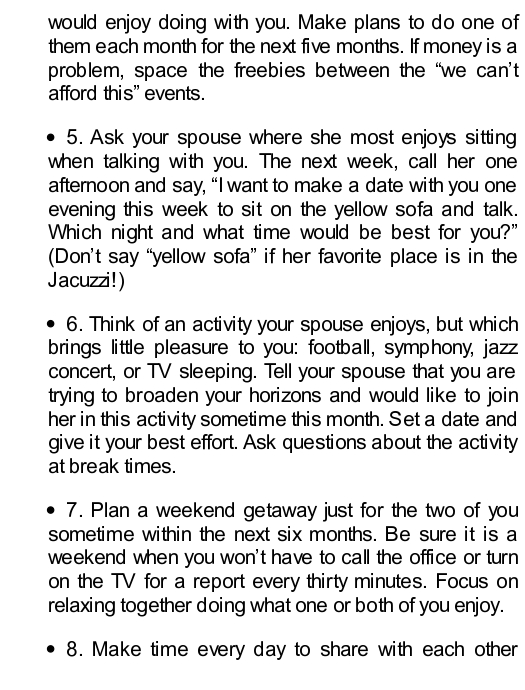 would enjoy doing with you. Make plans to do one of
them each month for the next five months. If money is a
problem, space the freebies between the “we can’t
afford this” events.
• 5. Ask your spouse where she most enjoys sitting
when talking with you. The next week, call her one
afternoon and say, “I want to make a date with you one
evening this week to sit on the yellow sofa and talk.
Which night and what time would be best for you?”
(Don’t say “yellow sofa” if her favorite place is in the
Jacuzzi!)
• 6. Think of an activity your spouse enjoys, but which
brings little pleasure to you: football, symphony, jazz
concert, or TV sleeping. Tell your spouse that you are
trying to broaden your horizons and would like to join
her in this activity sometime this month. Set a date and
give it your best effort. Ask questions about the activity
at break times.
• 7. Plan a weekend getaway just for the two of you
sometime within the next six months. Be sure it is a
weekend when you won’t have to call the office or turn
on the TV for a report every thirty minutes. Focus on
relaxing together doing what one or both of you enjoy.
• 8. Make time every day to share with each other